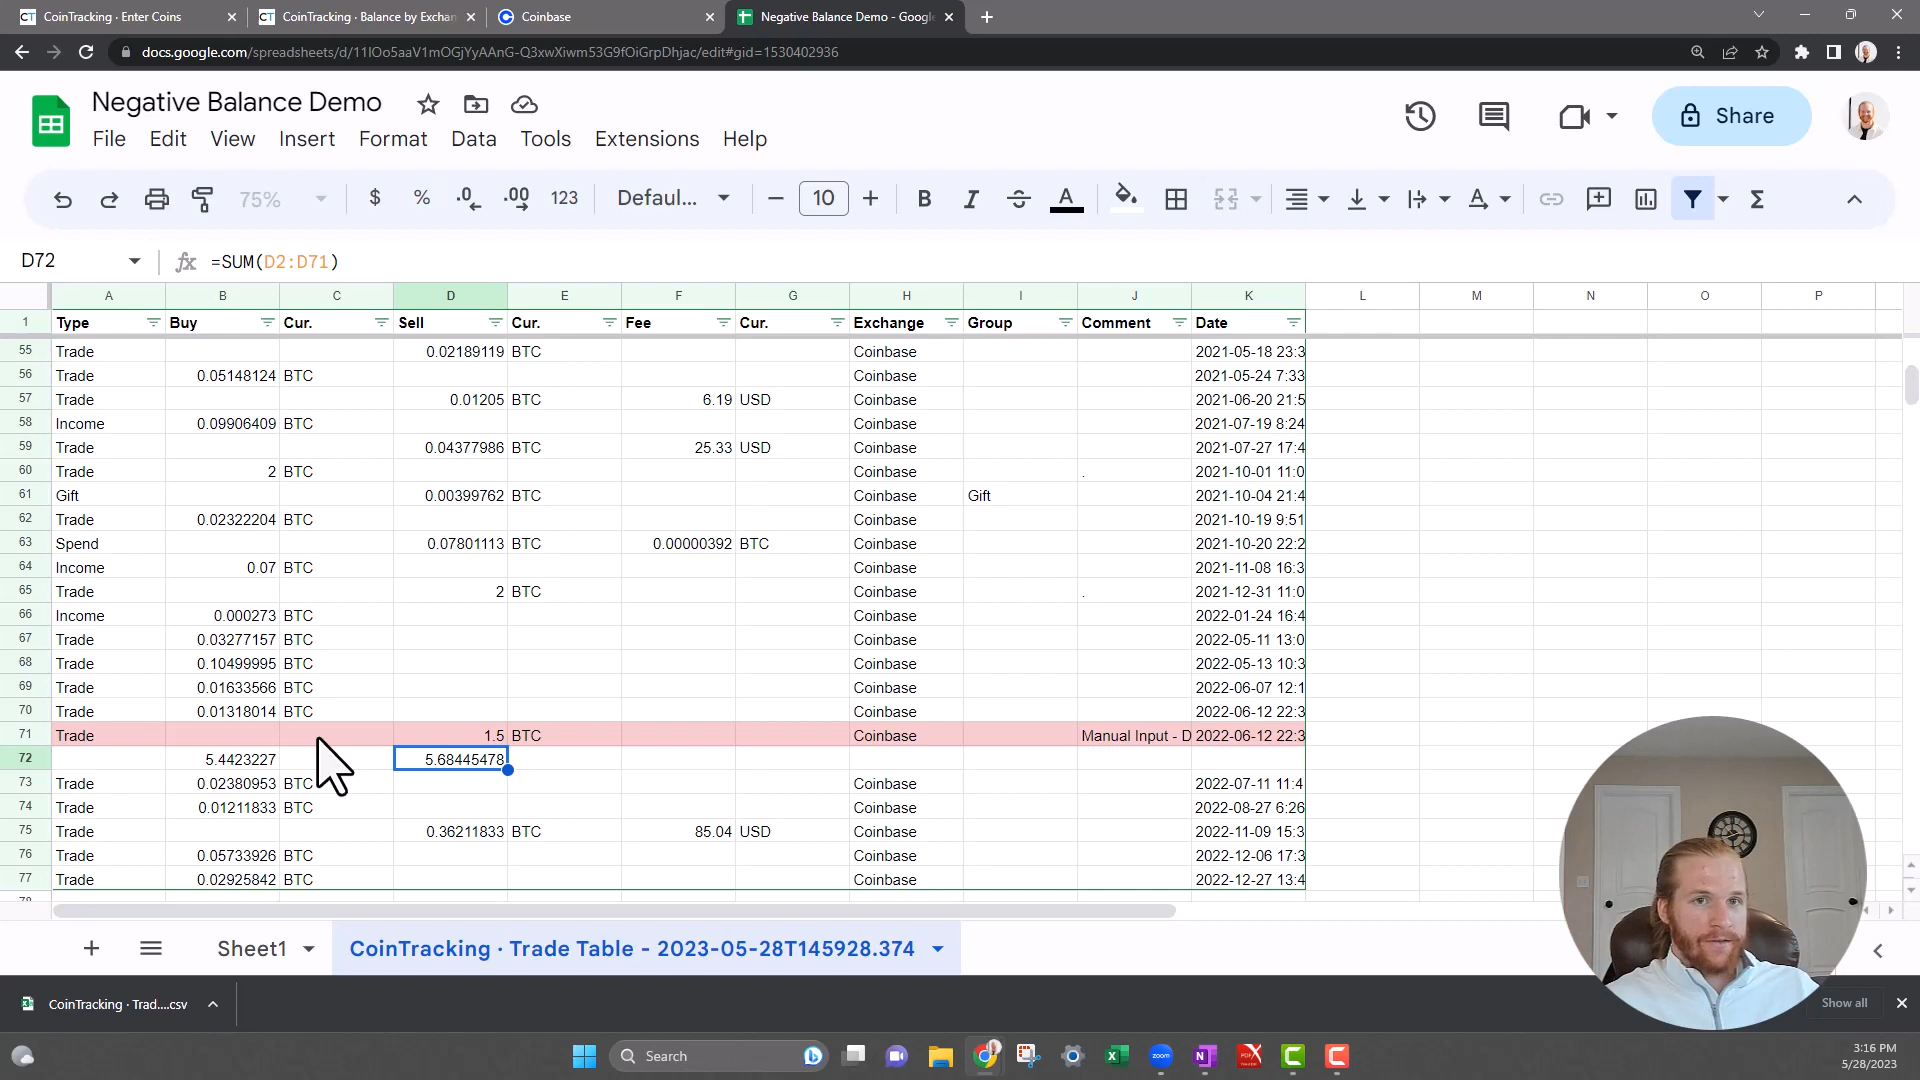 CoinTracking · Enter Coins
CoinTracking · Balance by Exchan
Coinbase
Negative Balance Demo - Google
docs.google.com/spreadsheets/d/11lOo5aaV1mOGjYyAAnG-Q3xwXiwm53G9fOiGrpDhjac/edit#gid=1530402936
Negative Balance Demo
Share
File Edit View Insert Format Data Tools Extensions Help
75% $ % .0 .00 123 Defaul... 10 B I S A
D72 fx =SUM(D2:D71)
A B C D E F G H I J K L M N O P
1 Type Buy Cur. Sell Cur. Fee Cur. Exchange Group Comment Date
55 Trade 0.02189119 BTC Coinbase 2021-05-18 23:3
56 Trade 0.05148124 BTC Coinbase 2021-05-24 7:33
57 Trade 0.01205 BTC 6.19 USD Coinbase 2021-06-20 21:5
58 Income 0.09906409 BTC Coinbase 2021-07-19 8:24
59 Trade 0.04377986 BTC 25.33 USD Coinbase 2021-07-27 17:4
60 Trade 2 BTC Coinbase . 2021-10-01 11:0
61 Gift 0.00399762 BTC Coinbase Gift 2021-10-04 21:4
62 Trade 0.02322204 BTC Coinbase 2021-10-19 9:51
63 Spend 0.07801113 BTC 0.00000392 BTC Coinbase 2021-10-20 22:2
64 Income 0.07 BTC Coinbase 2021-11-08 16:3
65 Trade 2 BTC Coinbase . 2021-12-31 11:0
66 Income 0.000273 BTC Coinbase 2022-01-24 16:4
67 Trade 0.03277157 BTC Coinbase 2022-05-11 13:0
68 Trade 0.10499995 BTC Coinbase 2022-05-13 10:3
69 Trade 0.01633566 BTC Coinbase 2022-06-07 12:1
70 Trade 0.01318014 BTC Coinbase 2022-06-12 22:3
71 Trade 1.5 BTC Coinbase Manual Input - D 2022-06-12 22:3
72 5.4423227 5.68445478
73 Trade 0.02380953 BTC Coinbase 2022-07-11 11:4
74 Trade 0.01211833 BTC Coinbase 2022-08-27 6:26
75 Trade 0.36211833 BTC 85.04 USD Coinbase 2022-11-09 15:3
76 Trade 0.05733926 BTC Coinbase 2022-12-06 17:3
77 Trade 0.02925842 BTC Coinbase 2022-12-27 13:4
78
Sheet1 CoinTracking · Trade Table - 2023-05-28T145928.374
CoinTracking · Trad....csv
Show all
Search
3:16 PM
5/28/2023